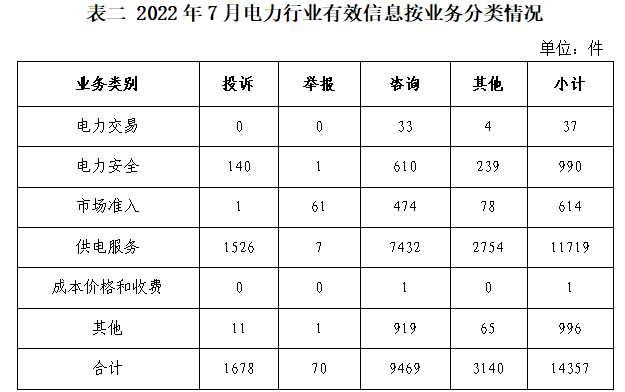 表二 2022 年 7 月电力行业有效信息按业务分类情况
单位：件
业务类别 投诉 举报 咨询 其他 小计
电力交易 0 0 33 4 37
电力安全 140 1 610 239 990
市场准入 1 61 474 78 614
供电服务 1526 7 7432 2754 11719
成本价格和收费 0 0 1 0 1
其他 11 1 919 65 996
合计 1678 70 9469 3140 14357